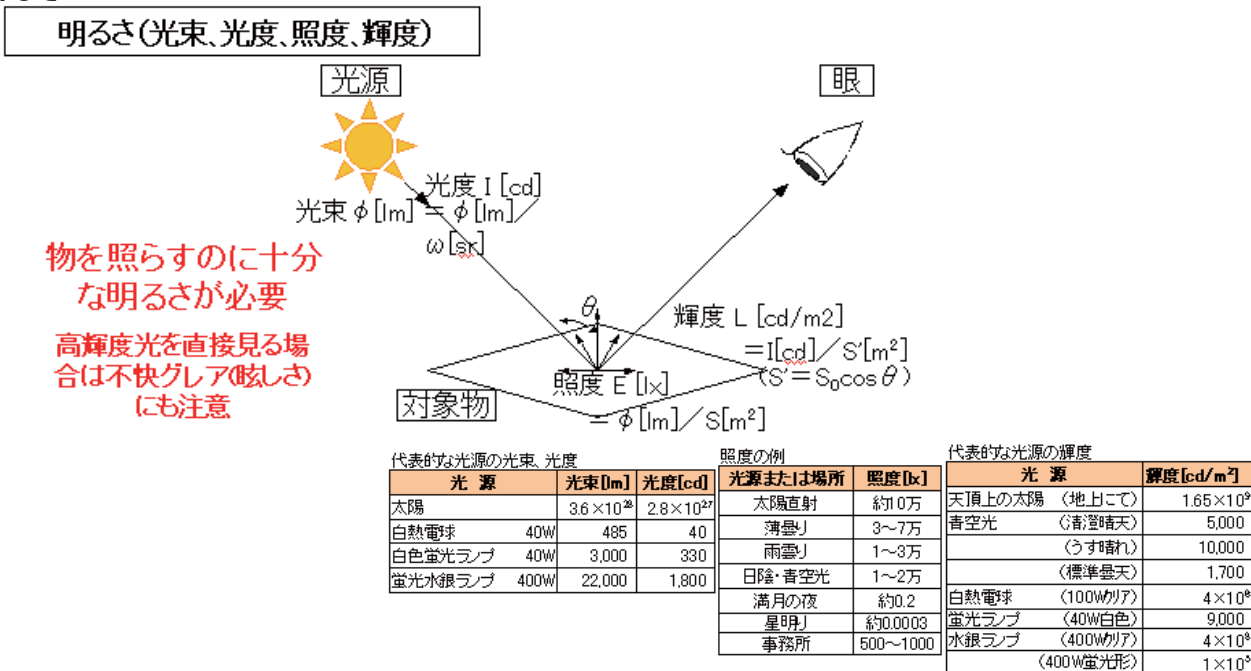 明るさ(光束、光度、照度、輝度)
光源
眼
光度 I [cd]
光束 φ [lm] = φ [lm]／
ω [sr]
物を照らすのに十分
な明るさが必要
高輝度光を直接見る場
合は不快グレア(眩しさ)
にも注意
θ
輝度 L [cd/m2]
=I[cd]／S'[m²]
(S'=S₀cos θ)
照度 E [lx]
対象物
= φ [lm]／S[m²]
代表的な光源の光束、光度
光 源 光束[lm] 光度[cd]
太陽 3.6×10²⁸ 2.8×10²⁷
白熱電球 40W 485 40
白色蛍光ランプ 40W 3,000 330
蛍光水銀ランプ 400W 22,000 1,800
照度の例
光源または場所 照度[lx]
太陽直射 約10万
薄曇り 3～7万
雨雲り 1～3万
日陰・青空光 1～2万
満月の夜 約0.2
星明り 約0.0003
事務所 500～1000
代表的な光源の輝度
光 源 輝度[cd/m²]
天頂上の太陽 (地上にて) 1.65×10⁹
青空光 (清澄晴天) 5,000
(うす晴れ) 10,000
(標準曇天) 1,700
白熱電球 (100Wクリア)
蛍光ランプ (40W白色) 9,000
水銀ランプ (400Wクリア)
(400W蛍光形)